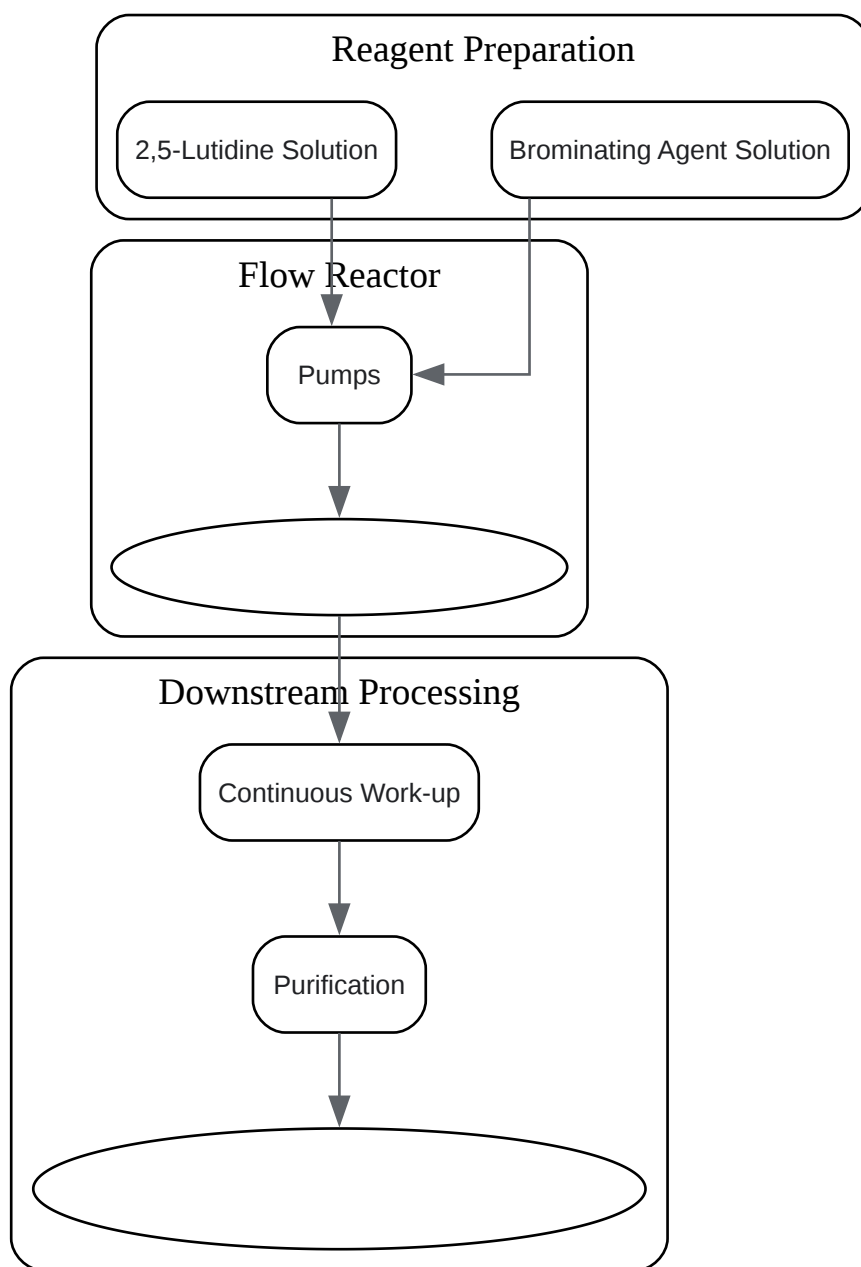 Reagent Preparation
2,5-Lutidine Solution
Brominating Agent Solution
Flow Reactor
Pumps
Downstream Processing
Continuous Work-up
Purification